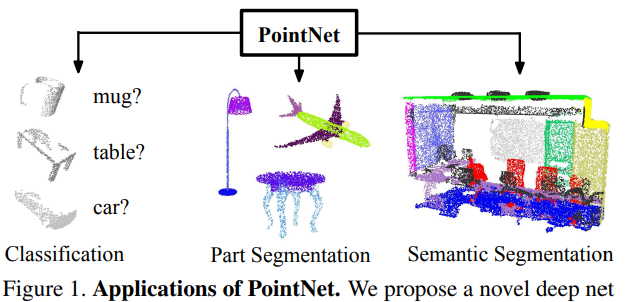 PointNet
mug?
table?
car?
Classification
Part Segmentation
Semantic Segmentation
Figure 1. Applications of PointNet. We propose a novel deep net